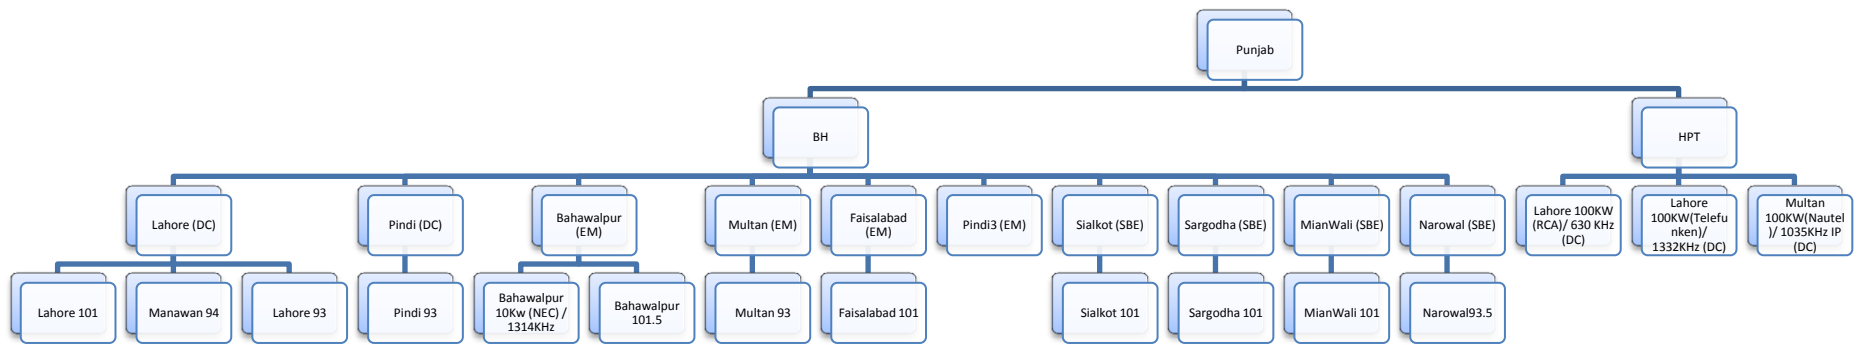 Punjab
BH
HPT
Lahore (DC)
Pindi (DC)
Bahawalpur
(EM)
Multan (EM)
Faisalabad
(EM)
Pindi3 (EM)
Sialkot (SBE)
Sargodha (SBE)
MianWali (SBE)
Narowal (SBE)
Lahore 100KW
(RCA)/ 630 KHz
(DC)
Lahore
100KW(Telefu
nken)/
1332KHz (DC)
Multan
100KW(Nautel
)/ 1035KHz IP
(DC)
Lahore 101
Manawan 94
Lahore 93
Pindi 93
Bahawalpur
10Kw (NEC) /
1314KHz
Bahawalpur
101.5
Multan 93
Faisalabad 101
Sialkot 101
Sargodha 101
MianWali 101
Narowal93.5